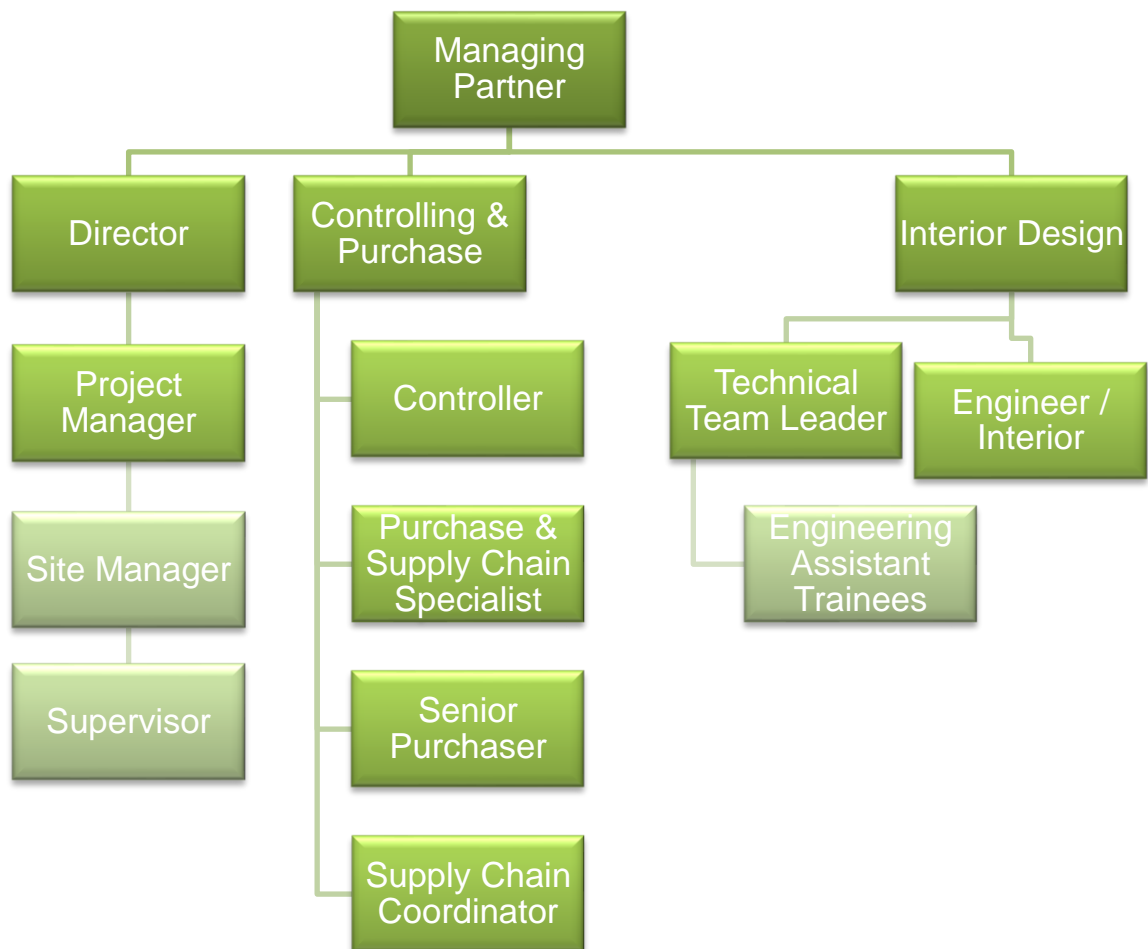 Managing
Partner
Director
Controlling &
Purchase
Interior Design
Project
Manager
Controller
Technical
Team Leader
Engineer /
Interior
Site Manager
Purchase &
Supply Chain
Specialist
Engineering
Assistant
Trainees
Supervisor
Senior
Purchaser
Supply Chain
Coordinator